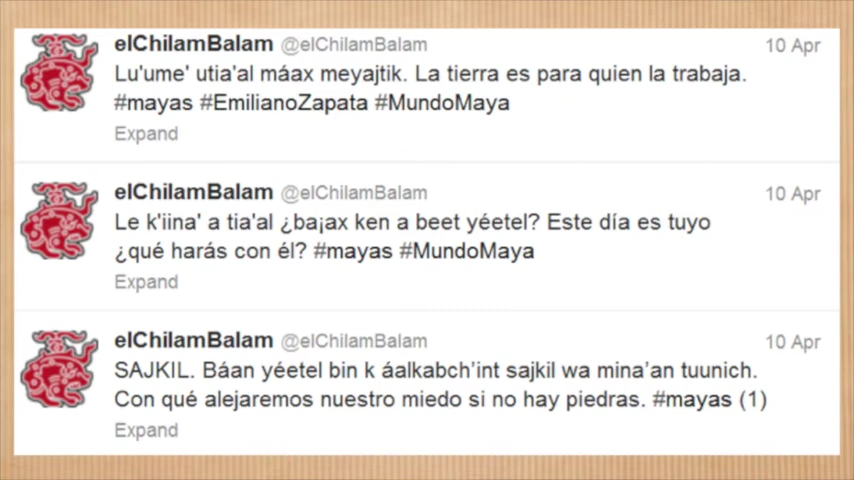 elChilamBalam @elChilamBalam 10 Apr
Lu'ume' utia'al máax meyajtik. La tierra es para quien la trabaja.
#mayas #EmilianoZapata #MundoMaya
Expand
elChilamBalam @elChilamBalam 10 Apr
Le k'iina' a tia'al ¿ba¡ax ken a beet yéetel? Este día es tuyo
¿qué harás con él? #mayas #MundoMaya
Expand
elChilamBalam @elChilamBalam 10 Apr
SAJKIL. Báan yéetel bin k áalkabch’int sajkil wa mina’an tuunich.
Con qué alejaremos nuestro miedo si no hay piedras. #mayas (1)
Expand